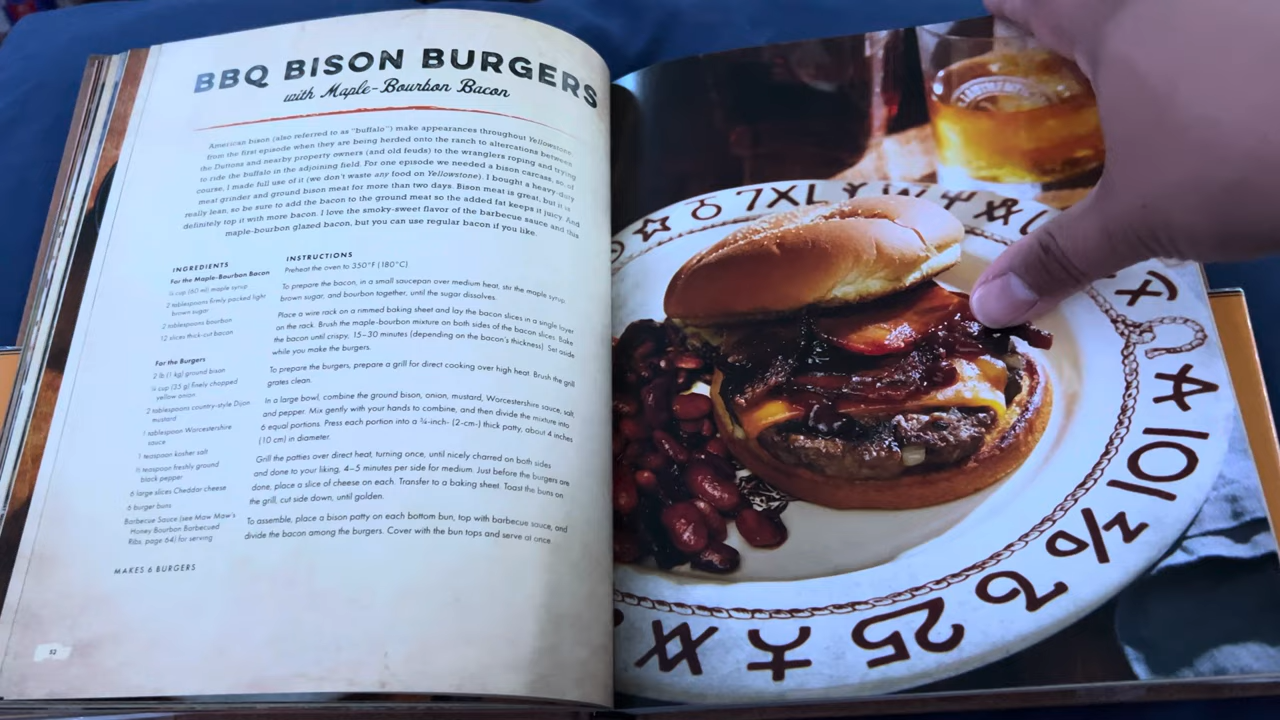 BBQ BISON BURGERS
with Maple-Bourbon Bacon
American bison (also referred to as "buffalo") make appearances throughout Yellowstone
from the first episode when they are being herded onto the ranch to altercations between
the Duttons and nearby property owners (and old feuds) to the wranglers roping and trying
to ride the buffalo in the adjoining field. For one episode we needed a bison carcass, so, of
course, I made full use of it (we don't waste any food on Yellowstone). I bought a heavy-duty
meat grinder and ground bison meat for more than two days. Bison meat is great, but it is
really lean, so be sure to add the bacon to the ground meat so the added fat keeps it juicy. And
definitely top it with more bacon. I love the smoky-sweet flavor of the barbecue sauce and this
maple-bourbon glazed bacon, but you can use regular bacon if you like.
INGREDIENTS
For the Maple-Bourbon Bacon
¼ cup (60 ml) maple syrup
2 tablespoons firmly packed light
brown sugar
2 tablespoons bourbon
12 slices thick-cut bacon
For the Burgers
2 lb (1 kg) ground bison
¼ cup (25 g) finely chopped
yellow onion
2 tablespoons country-style Dijon
mustard
1 tablespoon Worcestershire
sauce
1 teaspoon kosher salt
½ teaspoon freshly ground
black pepper
6 large slices Cheddar cheese
6 burger buns
Barbecue Sauce (see Maw Maw's
Honey Bourbon Barbecued
Ribs, page 64) for serving
MAKES 6 BURGERS
INSTRUCTIONS
Preheat the oven to 350°F (180°C)
To prepare the bacon, in a small saucepan over medium heat, stir the maple syrup,
brown sugar, and bourbon together, until the sugar dissolves.
Place a wire rack on a rimmed baking sheet and lay the bacon slices in a single layer
on the rack. Brush the maple-bourbon mixture on both sides of the bacon slices. Bake
the bacon until crispy, 15–30 minutes (depending on the bacon's thickness). Set aside
while you make the burgers.
To prepare the burgers, prepare a grill for direct cooking over high heat. Brush the grill
grates clean.
In a large bowl, combine the ground bison, onion, mustard, Worcestershire sauce, salt,
and pepper. Mix gently with your hands to combine, and then divide the mixture into
6 equal portions. Press each portion into a ¾-inch- (2-cm-) thick patty, about 4 inches
(10 cm) in diameter.
Grill the patties over direct heat, turning once, until nicely charred on both sides
and done to your liking, 4–5 minutes per side for medium. Just before the burgers are
done, place a slice of cheese on each. Transfer to a baking sheet. Toast the buns on
the grill, cut side down, until golden.
To assemble, place a bison patty on each bottom bun, top with barbecue sauce, and
divide the bacon among the burgers. Cover with the bun tops and serve at once
52
7XL
101
25